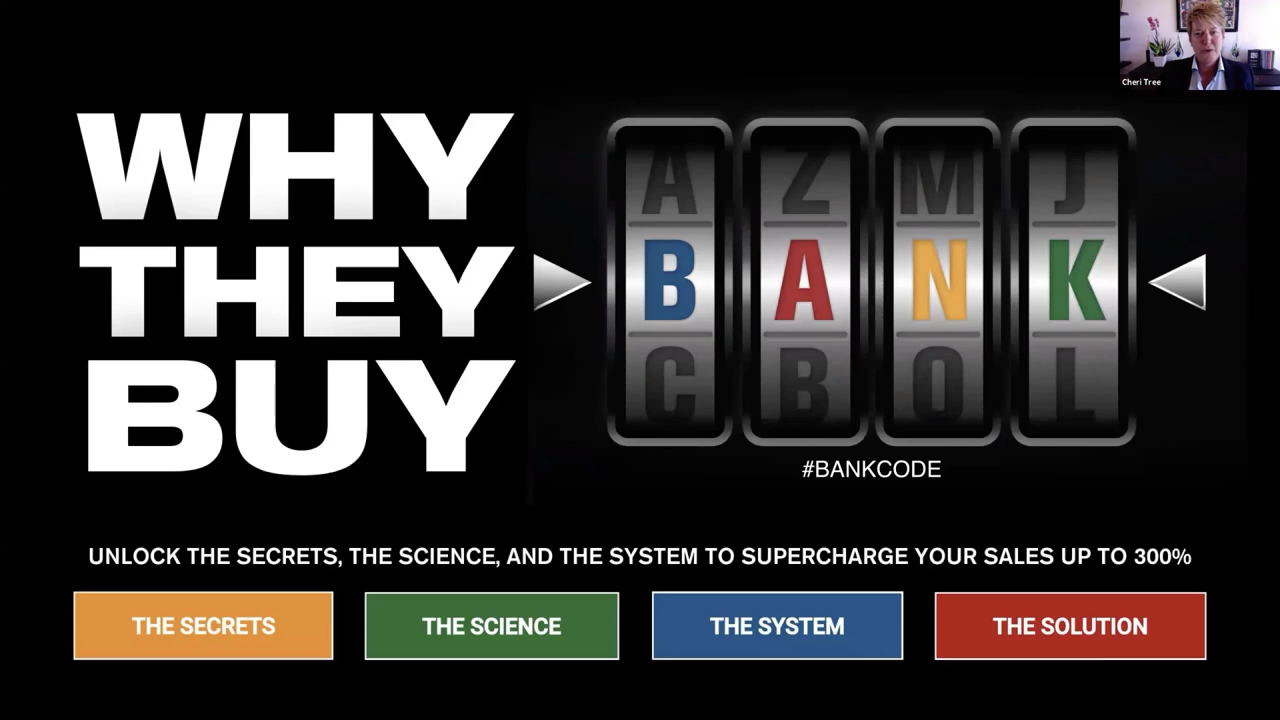 Cheri Tree
WHY
THEY
BUY
A Z M J
B A N K
C B O L
#BANKCODE
UNLOCK THE SECRETS, THE SCIENCE, AND THE SYSTEM TO SUPERCHARGE YOUR SALES UP TO 300%
THE SECRETS
THE SCIENCE
THE SYSTEM
THE SOLUTION